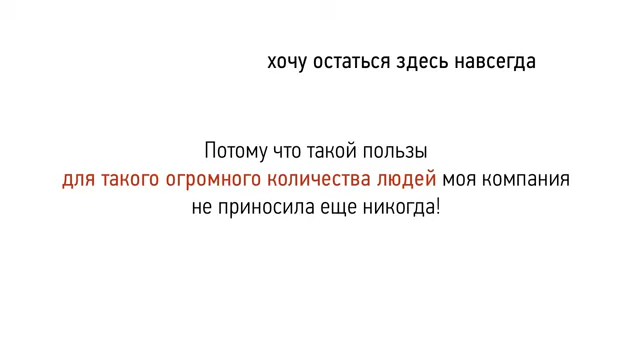 хочу остаться здесь навсегда
Потому что такой пользы
для такого огромного количества людей моя компания
не приносила еще никогда!